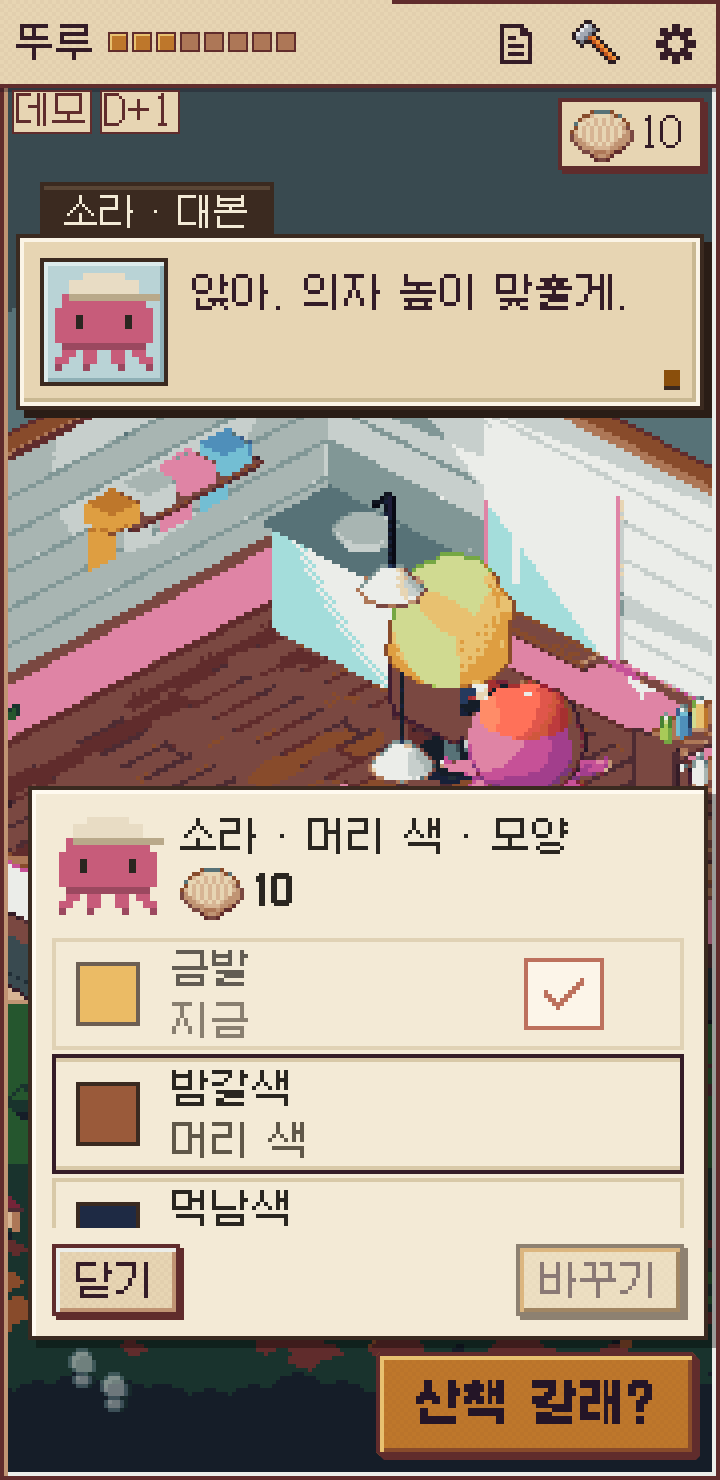 뚜루
데모 D+1
10
소라 · 대본
앉아. 의자 높이 맞출게.
소라 · 머리 색 · 모양
10
금발
지금
밤갈색
머리 색
먹남색
닫기
바꾸기
산책 갈래?